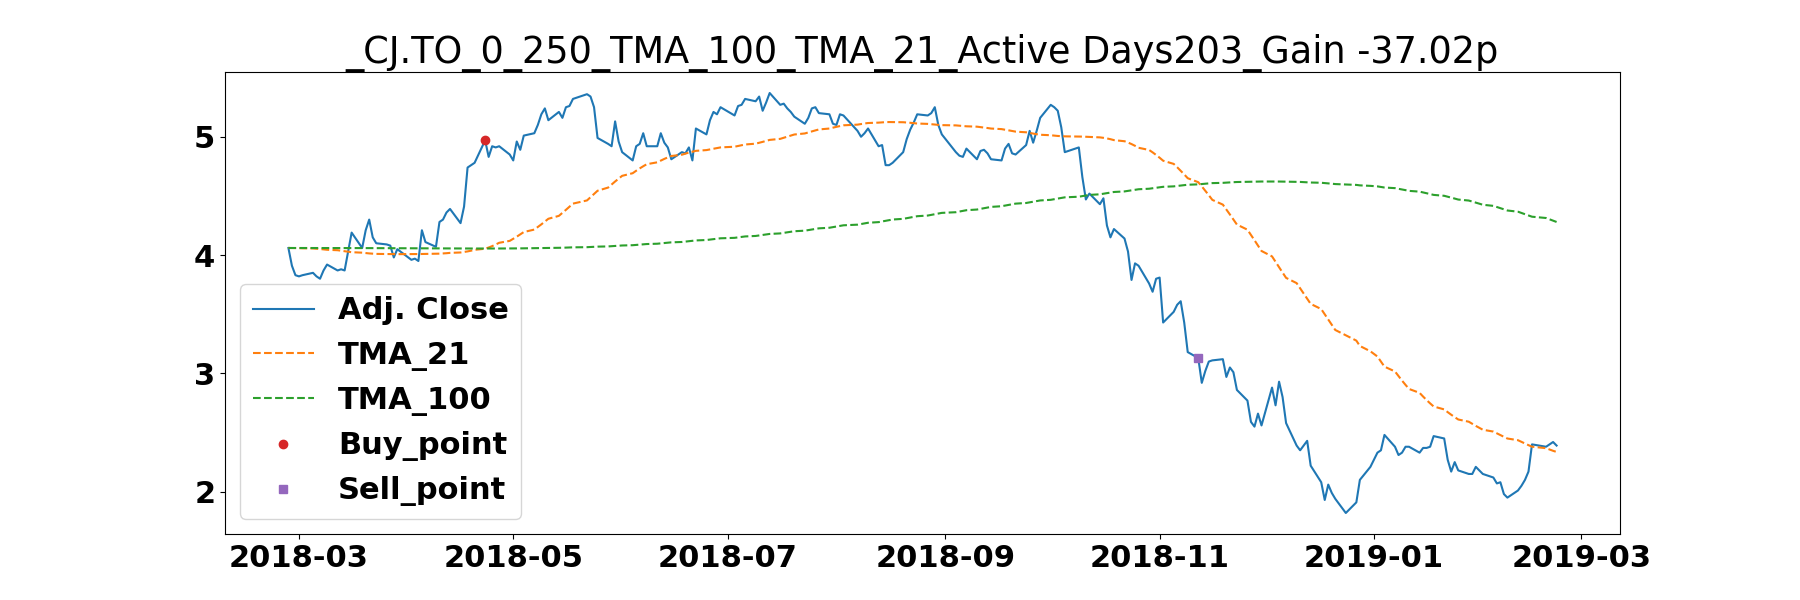 _CJ.TO_0_250_TMA_100_TMA_21_Active Days203_Gain -37.02p
5
4
3
2
Adj. Close
TMA_21
TMA_100
Buy_point
Sell_point
2018-03 2018-05 2018-07 2018-09 2018-11 2019-01 2019-03